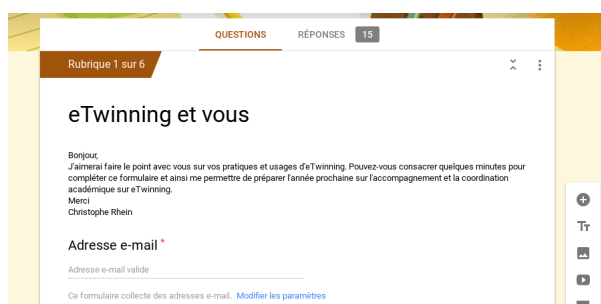 QUESTIONS RÉPONSES 15
Rubrique 1 sur 6
eTwinning et vous
Bonjour,
J'aimerai faire le point avec vous sur vos pratiques et usages d'eTwinning. Pouvez-vous consacrer quelques minutes pour
compléter ce formulaire et ainsi me permettre de préparer l'année prochaine sur l'accompagnement et la coordination
académique sur eTwinning.
Merci
Christophe Rhein
Adresse e-mail *
Adresse e-mail valide
Ce formulaire collecte des adresses e-mail. Modifier les paramètres
Tт